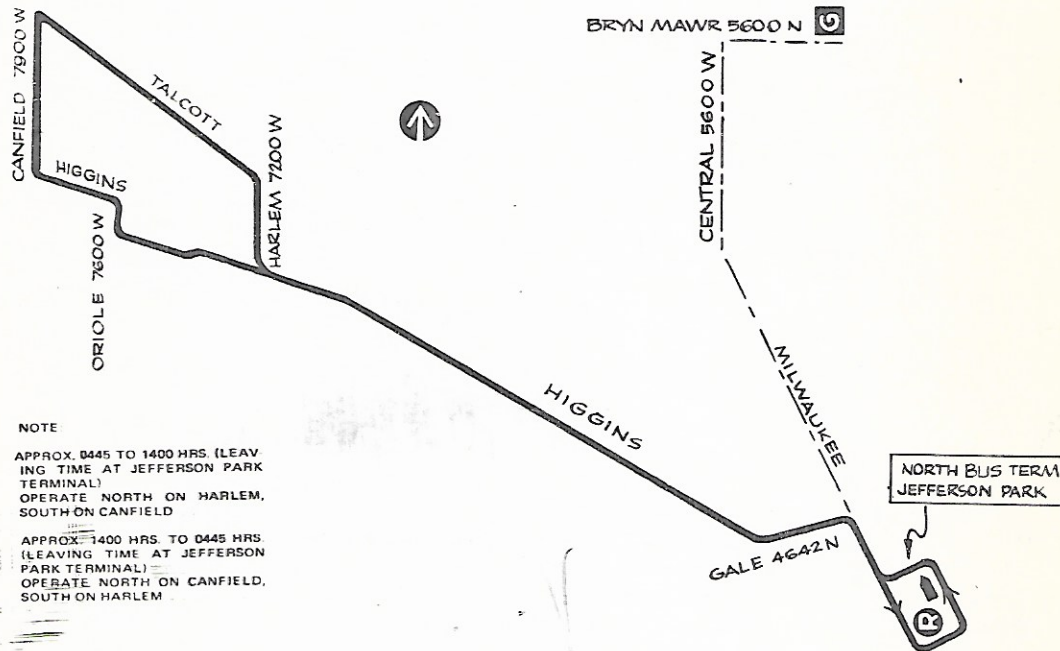 BRYN MAWR 5600 N
G
CANFIELD 7900 W
TALCOTT
HIGGINS
HARLEM 7200 W
CENTRAL 5600 W
ORIOLE 7600 W
HIGGINS
MILWAUKEE
NOTE
APPROX. 0445 TO 1400 HRS. (LEAV-
ING TIME AT JEFFERSON PARK
TERMINAL)
OPERATE NORTH ON HARLEM,
SOUTH ON CANFIELD
APPROX. 1400 HRS. TO 0445 HRS.
(LEAVING TIME AT JEFFERSON
PARK TERMINAL)
OPERATE NORTH ON CANFIELD,
SOUTH ON HARLEM
NORTH BUS TERM
JEFFERSON PARK
GALE 4642 N
R